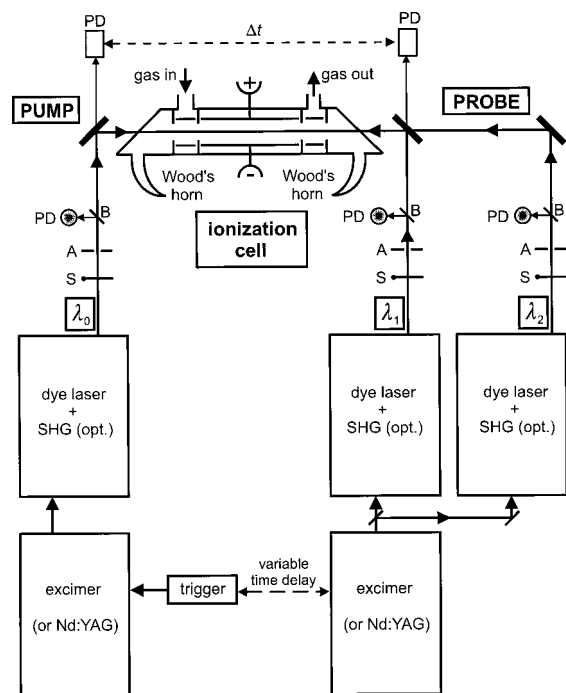 PD
Δt
PD
gas in
gas out
+
PUMP
PROBE
-
Wood's
horn
Wood's
horn
ionization
cell
PD
B
PD
B
PD
B
A
A
A
S
S
S
λ0
λ1
λ2
dye laser
+
SHG (opt.)
dye laser
+
SHG (opt.)
dye laser
+
SHG (opt.)
excimer
(or Nd:YAG)
trigger
variable
time delay
excimer
(or Nd:YAG)